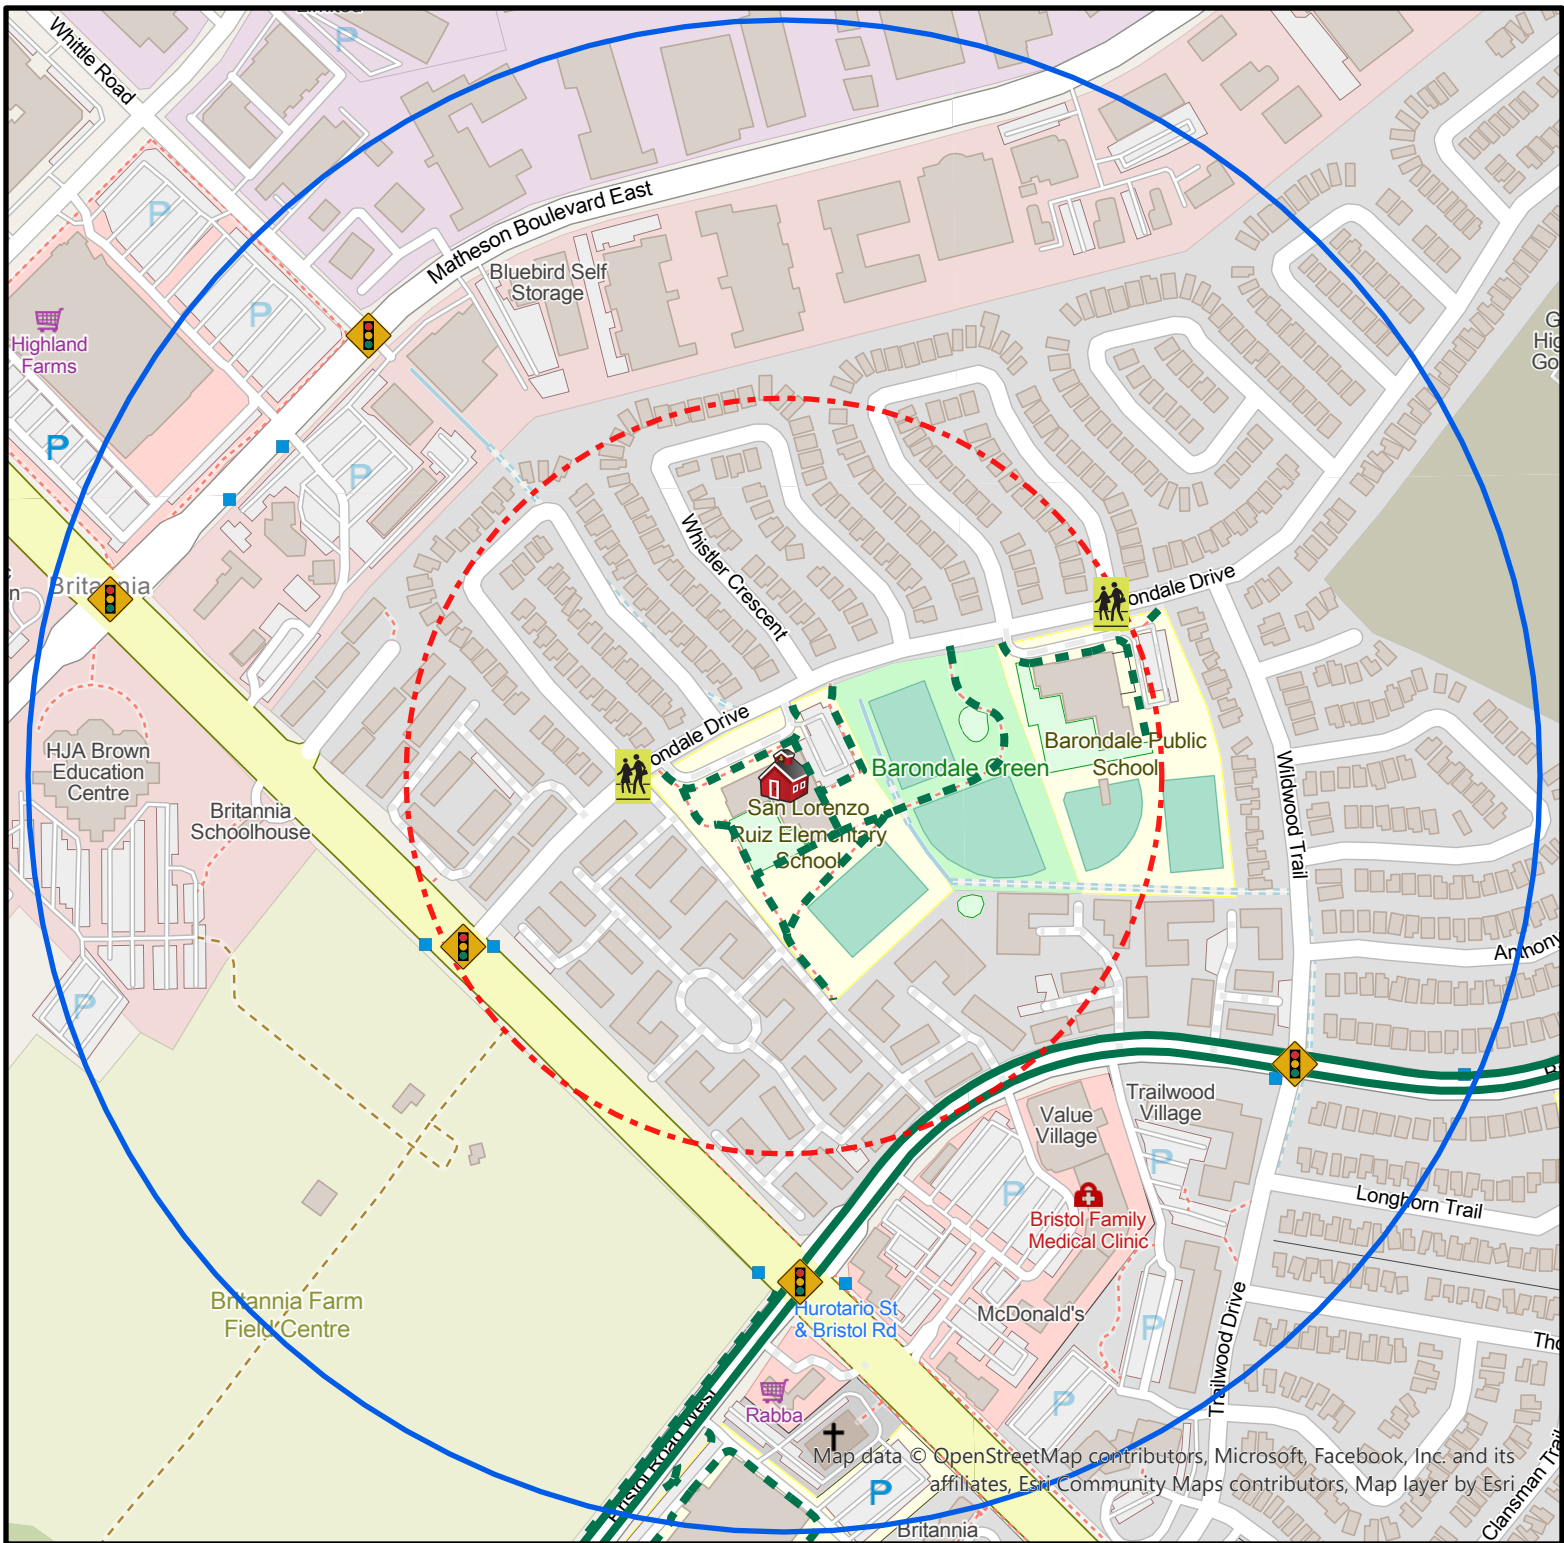 Limited
P
Whittle Road
P
Matheson Boulevard East
Bluebird Self
Storage
P
Highland
Farms
P
P
Britannia
Whistler Crescent
ondale Drive
ondale Drive
HJA Brown
Education
Centre
Britannia
Schoolhouse
Barondale Public
School
Barondale Green
San Lorenzo
Ruiz Elementary
School
Wildwood Trail
Anthony
P
Value
Village
Trailwood
Village
P
P
Bristol Family
Medical Clinic
Longhorn Trail
Britannia Farm
Field Centre
Hurotario St
& Bristol Rd
McDonald's
P
Trailwood Drive
Tho
Rabba
P
Bristol Road West
Map data © OpenStreetMap contributors, Microsoft, Facebook, Inc. and its
affiliates, Esri Community Maps contributors, Map layer by Esri
P
Britannia
Clansman Trail